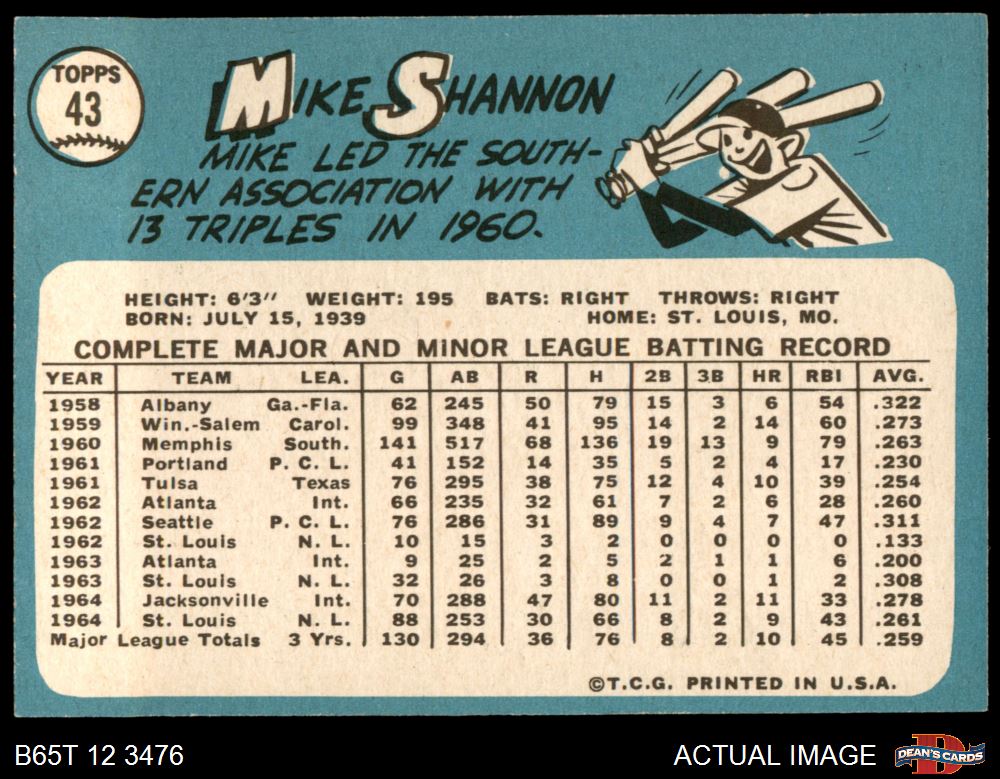 TOPPS
43
MIKE SHANNON
MIKE LED THE SOUTH-
ERN ASSOCIATION WITH
13 TRIPLES IN 1960.
HEIGHT: 6'3" WEIGHT: 195 BATS: RIGHT THROWS: RIGHT
BORN: JULY 15, 1939 HOME: ST. LOUIS, MO.
COMPLETE MAJOR AND MINOR LEAGUE BATTING RECORD
YEAR TEAM LEA. G AB R H 2B 3B HR RBI AVG.
1958 Albany Ga.-Fla. 62 245 50 79 15 3 6 54 .322
1959 Win.-Salem Carol. 99 348 41 95 14 2 14 60 .273
1960 Memphis South. 141 517 68 136 19 13 9 79 .263
1961 Portland P. C. L. 41 152 14 35 5 2 4 17 .230
1961 Tulsa Texas 76 295 38 75 12 4 10 39 .254
1962 Atlanta Int. 66 235 32 61 7 2 6 28 .260
1962 Seattle P. C. L. 76 286 31 89 9 4 7 47 .311
1962 St. Louis N. L. 10 15 3 2 0 0 0 0 .133
1963 Atlanta Int. 9 25 2 5 2 1 1 6 .200
1963 St. Louis N. L. 32 26 3 8 0 0 1 2 .308
1964 Jacksonville Int. 70 288 47 80 11 2 11 33 .278
1964 St. Louis N. L. 88 253 30 66 8 2 9 43 .261
Major League Totals 3 Yrs. 130 294 36 76 8 2 10 45 .259
©T.C.G. PRINTED IN U.S.A.
B65T 12 3476 ACTUAL IMAGE DEAN'S CARDS